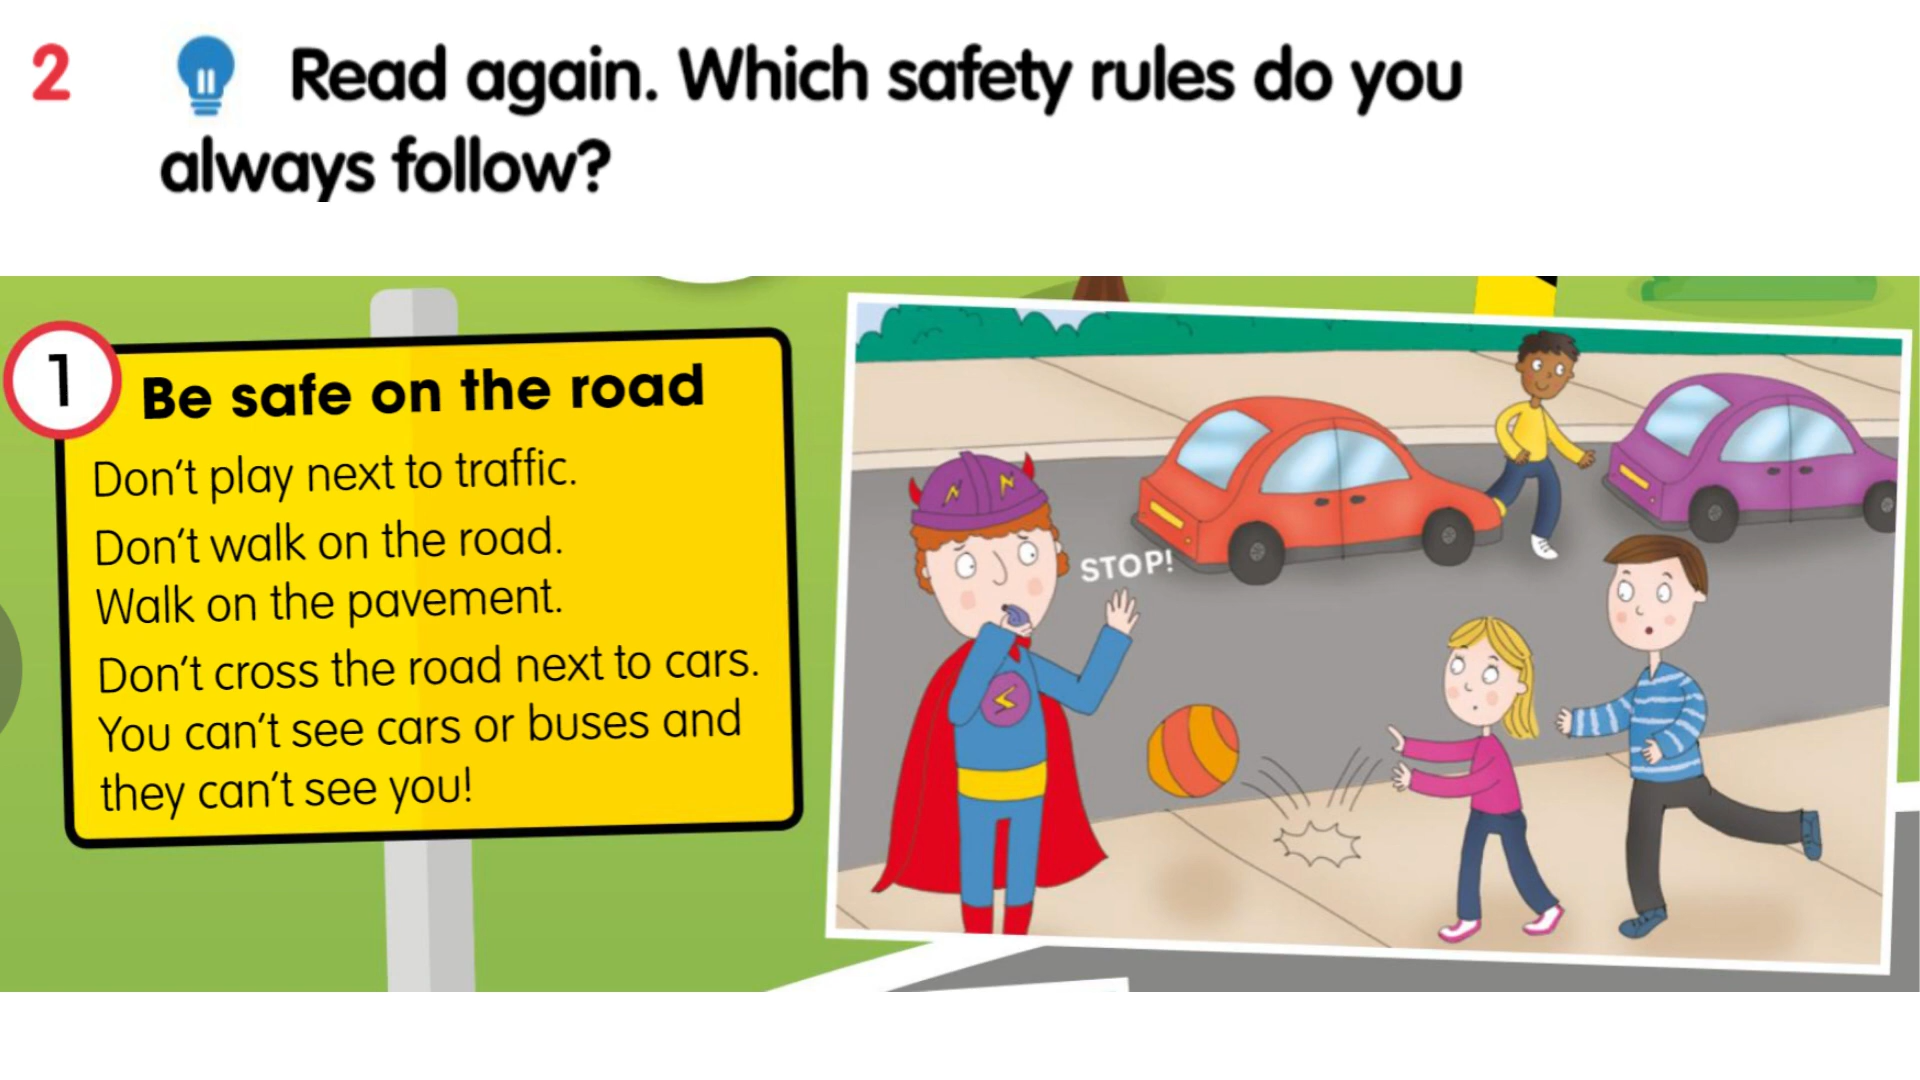 2 Read again. Which safety rules do you
always follow?
1 Be safe on the road
Don't play next to traffic.
Don't walk on the road.
Walk on the pavement.
Don't cross the road next to cars.
You can't see cars or buses and
they can't see you!
STOP!